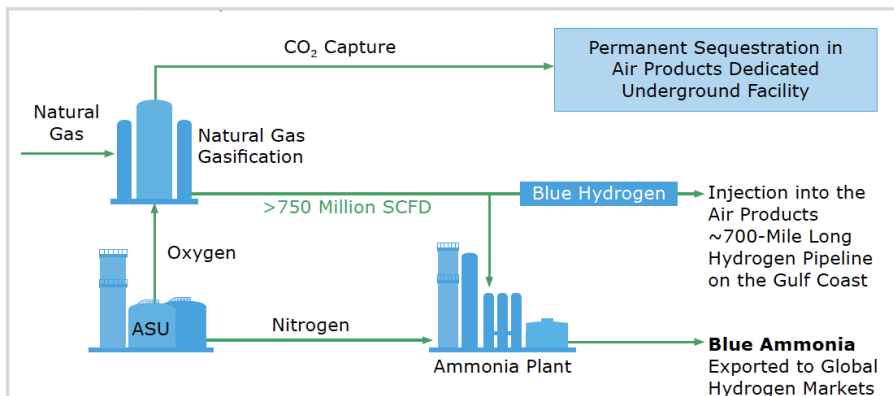 CO₂ Capture
Permanent Sequestration in
Air Products Dedicated
Underground Facility
Natural
Gas
Natural Gas
Gasification
>750 Million SCFD
Blue Hydrogen
Injection into the
Air Products
~700-Mile Long
Hydrogen Pipeline
on the Gulf Coast
Oxygen
ASU
Nitrogen
Ammonia Plant
Blue Ammonia
Exported to Global
Hydrogen Markets